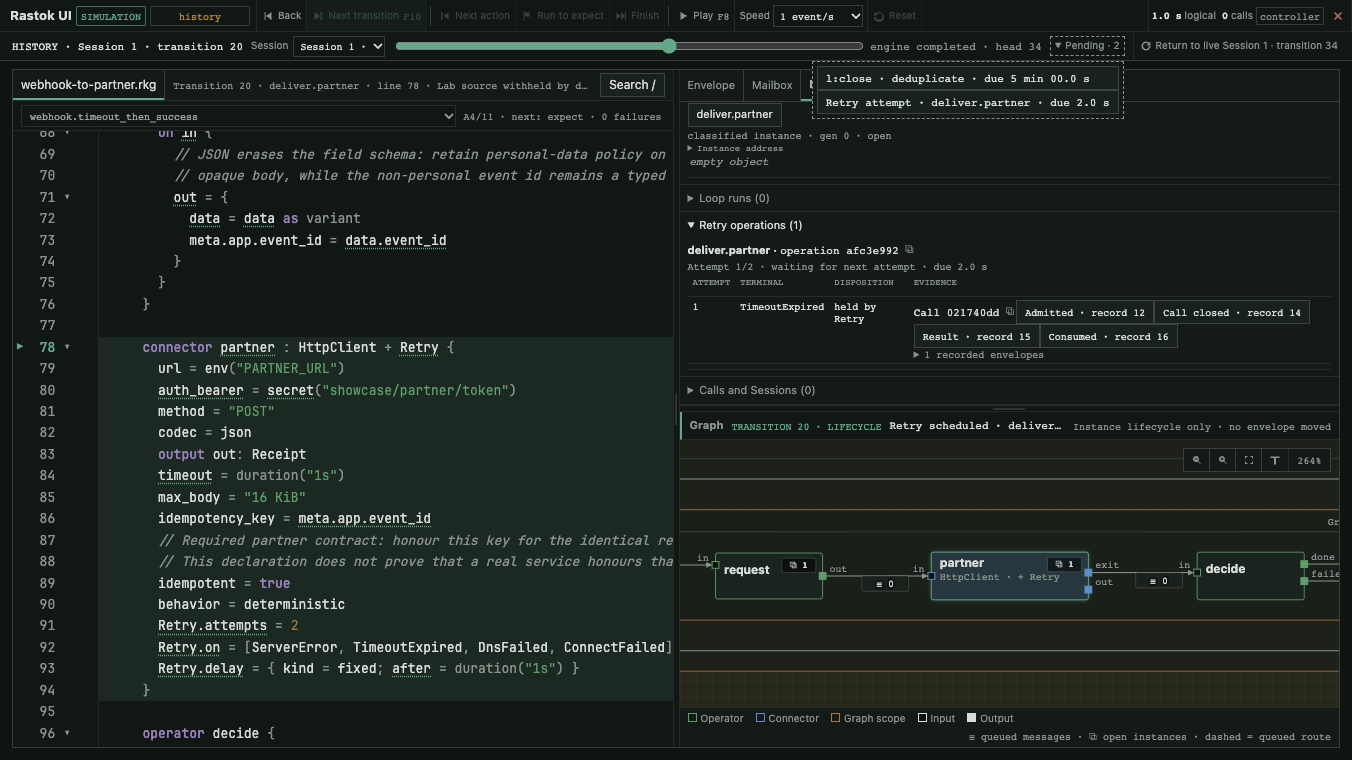 Rastok UI SIMULATION history Back Next transition F10 Next action Run to expect Finish Play F8 Speed 1 event/s Reset 1.0 s logical 0 calls controller ×
HISTORY · Session 1 · transition 20 Session Session 1 · engine completed · head 34 Pending · 2 Return to live Session 1 · transition 34
webhook-to-partner.rkg Transition 20 · deliver.partner · line 78 · Lab source withheld by d… Search /
webhook.timeout_then_success A4/11 · next: expect · 0 failures
68 on in {
69 // JSON erases the field schema: retain personal-data policy on
70 // opaque body, while the non-personal event id remains a typed
71 out = {
72 data = data as variant
73 meta.app.event_id = data.event_id
74 }
75 }
76 }
77
78 connector partner : HttpClient + Retry {
79 url = env("PARTNER_URL")
80 auth_bearer = secret("showcase/partner/token")
81 method = "POST"
82 codec = json
83 output out: Receipt
84 timeout = duration("1s")
85 max_body = "16 KiB"
86 idempotency_key = meta.app.event_id
87 // Required partner contract: honour this key for the identical re
88 // This declaration does not prove that a real service honours tha
89 idempotent = true
90 behavior = deterministic
91 Retry.attempts = 2
92 Retry.on = [ServerError, TimeoutExpired, DnsFailed, ConnectFailed]
93 Retry.delay = { kind = fixed; after = duration("1s") }
94 }
95
96 operator decide {
Envelope Mailbox
l:close · deduplicate · due 5 min 00.0 s
Retry attempt · deliver.partner · due 2.0 s
deliver.partner
classified instance · gen 0 · open
Instance address
empty object
Loop runs (0)
Retry operations (1)
deliver.partner · operation afc3e992
Attempt 1/2 · waiting for next attempt · due 2.0 s
ATTEMPT TERMINAL DISPOSITION EVIDENCE
1 TimeoutExpired held by Retry Call 021740dd Admitted · record 12 Call closed · record 14
Result · record 15 Consumed · record 16
1 recorded envelopes
Calls and Sessions (0)
Graph TRANSITION 20 · LIFECYCLE Retry scheduled · deliver… Instance lifecycle only · no envelope moved
264%
Gr
in request 1 out ≡ 0 in partner 1 HttpClient · + Retry exit out ≡ 0 in decide done faile
Operator Connector Graph scope Input Output
≡ queued messages · open instances · dashed = queued route